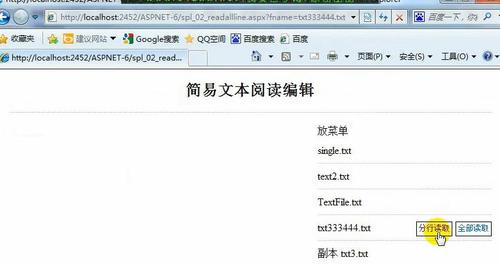 http://localhost:2452/ASPNET-6/spl_02_readallline.aspx?fname=txt333444.txt
百度一下，你
收藏夹 建议网站 Google搜索 QQ空间 百度搜索 百度
http://localhost:2452/ASPNET-6/spl_02_read...
页面(P) 安全(S) 工具(O)
简易文本阅读编辑
放菜单
single.txt
text2.txt
TextFile.txt
txt333444.txt 分行读取 全部读取
副本 txt3.txt